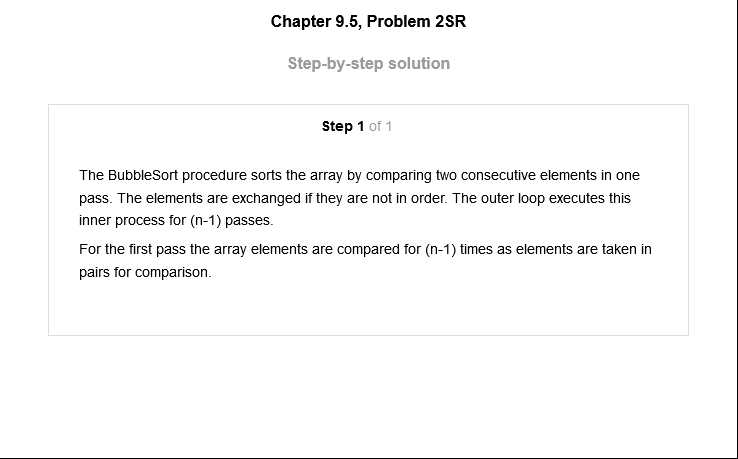 Chapter 9.5, Problem 2SR
Step-by-step solution
Step 1 of 1
The BubbleSort procedure sorts the array by comparing two consecutive elements in one
pass. The elements are exchanged if they are not in order. The outer loop executes this
inner process for (n-1) passes.
For the first pass the array elements are compared for (n-1) times as elements are taken in
pairs for comparison.